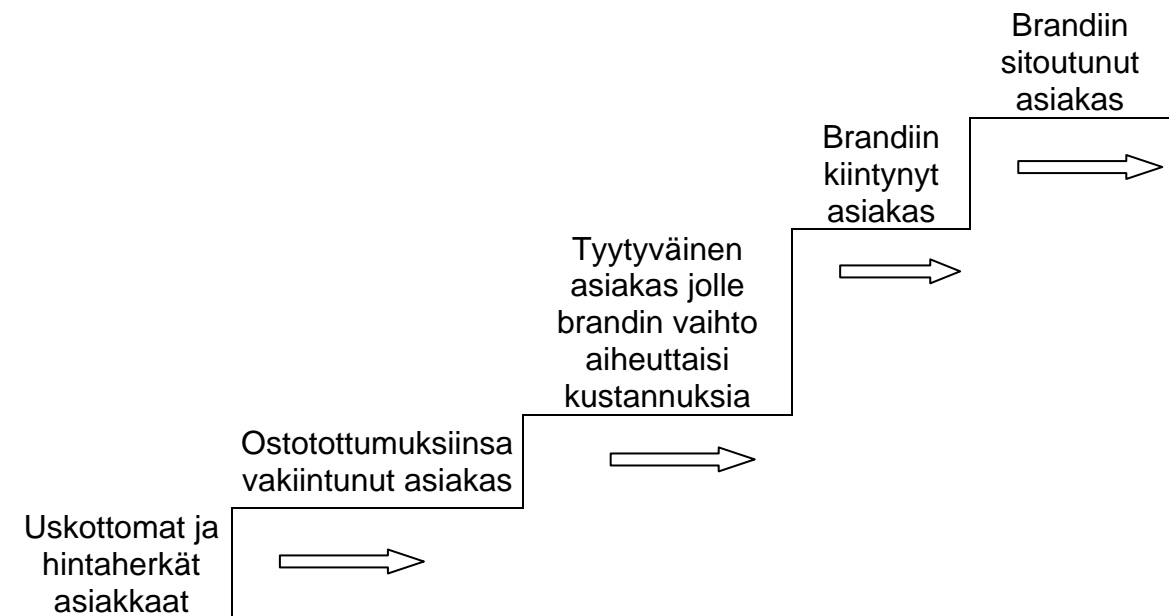 Brandiin
sitoutunut
asiakas
Brandiin
kiintynyt
asiakas
Tyytyväinen
asiakas jolle
brandin vaihto
aiheuttaisi
kustannuksia
Ostotottumuksiinsa
vakiintunut asiakas
Uskottomat ja
hintaherkät
asiakkaat